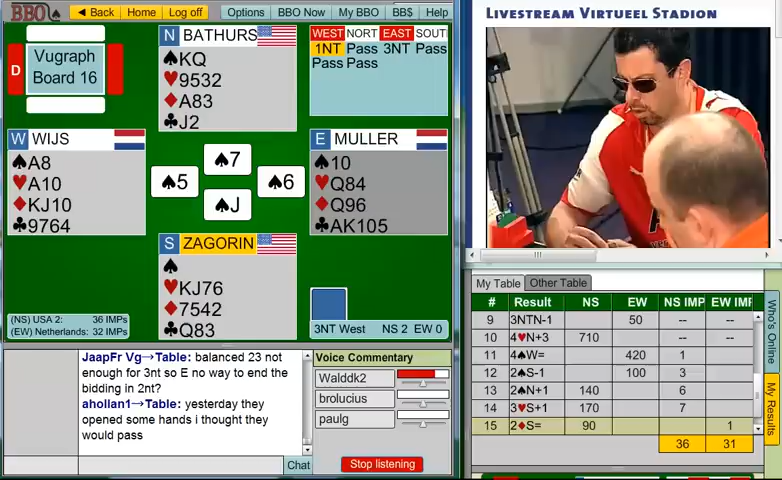 BBO Back Home Log off Options BBO Now My BBO BB$ Help
LIVESTREAM VIRTUEEL STADION
D
Vugraph
Board 16
N BATHURS
♠KQ
♥9532
♦A83
♣J2
WEST NORT EAST SOUT
1NT Pass 3NT Pass
Pass Pass
W WIJS
♠A8
♥A10
♦KJ10
♣9764
♠7
♠5
♠6
♠J
E MULLER
♠10
♥Q84
♦Q96
♣AK105
S ZAGORIN
♠
♥KJ76
♦7542
♣Q83
(NS) USA 2: 36 IMPs
(EW) Netherlands: 32 IMPs
3NT West NS 2 EW 0
JaapFr Vg→Table: balanced 23 not
enough for 3nt so E no way to end the
bidding in 2nt?
ahollan1→Table: yesterday they
opened some hands i thought they
would pass
Chat
Voice Commentary
Walddk2
brolucius
paulg
Stop listening
My Table Other Table
# Result NS EW NS IMP EW IMF
9 3NTN-1 50 -- --
10 4♥N+3 710 -- --
11 4♠W= 420 1
12 2♠S-1 100 3
13 2♠N+1 140 6
14 3♥S+1 170 7
15 2♦S= 90 1
36 31
Who's Online
My Results